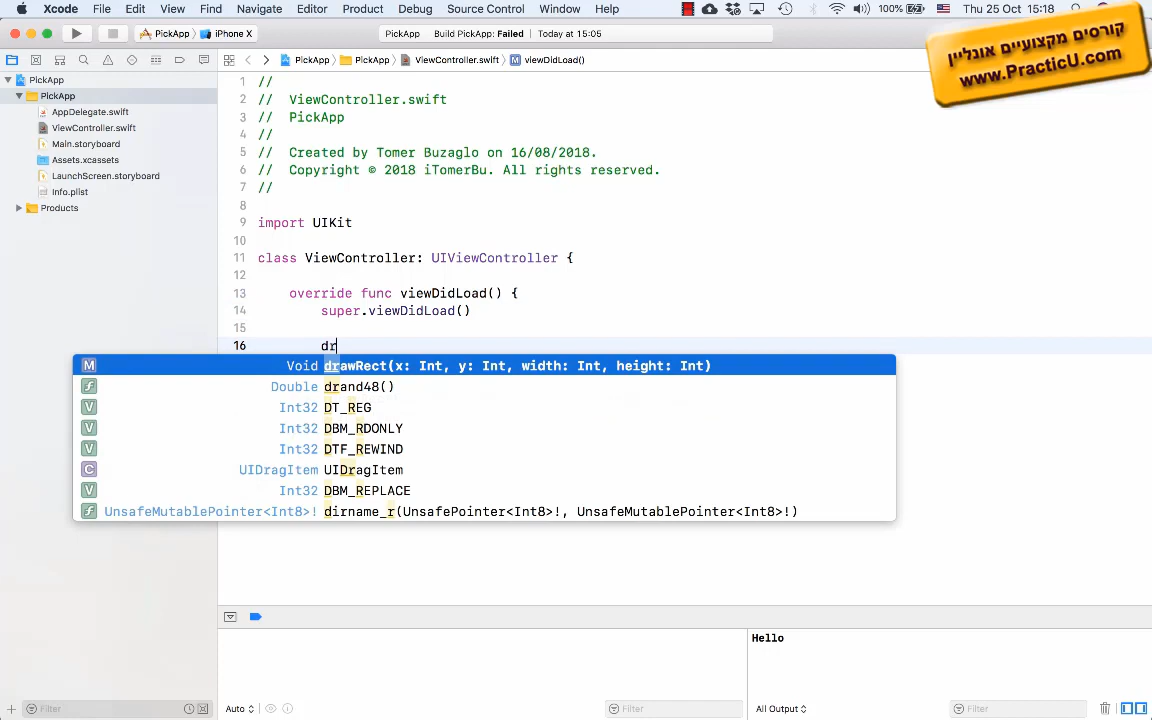 Xcode File Edit View Find Navigate Editor Product Debug Source Control Window Help 100% Thu 25 Oct 15:18
PickApp iPhone X PickApp Build PickApp: Failed Today at 15:05
קורסים מקצועיים אונליין
www.PracticU.com
PickApp PickApp ViewController.swift viewDidLoad()
PickApp
PickApp
AppDelegate.swift
ViewController.swift
Main.storyboard
Assets.xcassets
LaunchScreen.storyboard
Info.plist
Products
1 //
2 // ViewController.swift
3 // PickApp
4 //
5 // Created by Tomer Buzaglo on 16/08/2018.
6 // Copyright © 2018 iTomerBu. All rights reserved.
7 //
8
9 import UIKit
10
11 class ViewController: UIViewController {
12
13 override func viewDidLoad() {
14 super.viewDidLoad()
15
16 dr
M Void drawRect(x: Int, y: Int, width: Int, height: Int)
f Double drand48()
V Int32 DT_REG
V Int32 DBM_RDONLY
V Int32 DTF_REWIND
C UIDragItem UIDragItem
V Int32 DBM_REPLACE
f UnsafeMutablePointer<Int8>! dirname_r(UnsafePointer<Int8>!, UnsafeMutablePointer<Int8>!)
Hello
Filter Auto Filter All Output Filter